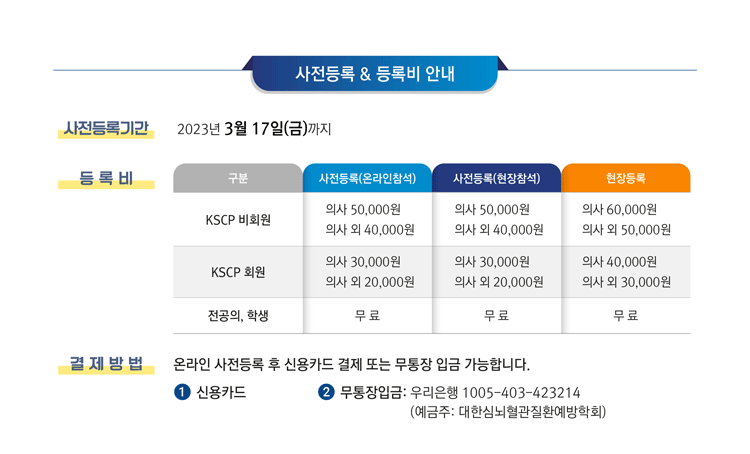 사전등록 & 등록비 안내
사전등록기간
2023년 3월 17일(금)까지
등 록 비
구분 사전등록(온라인참석) 사전등록(현장참석) 현장등록
KSCP 비회원
의사 50,000원 의사 50,000원 의사 60,000원
의사 외 40,000원 의사 외 40,000원 의사 외 50,000원
KSCP 회원
의사 30,000원 의사 30,000원 의사 40,000원
의사 외 20,000원 의사 외 20,000원 의사 외 30,000원
전공의, 학생 무 료 무 료 무 료
결 제 방 법
온라인 사전등록 후 신용카드 결제 또는 무통장 입금 가능합니다.
1 신용카드 2 무통장입금: 우리은행 1005-403-423214
(예금주: 대한심뇌혈관질환예방학회)